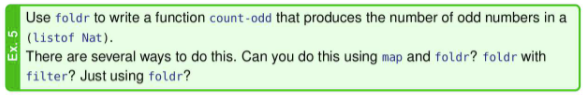 Ex. 5
Use foldr to write a function count-odd that produces the number of odd numbers in a
(listof Nat).
There are several ways to do this. Can you do this using map and foldr? foldr with
filter? Just using foldr?